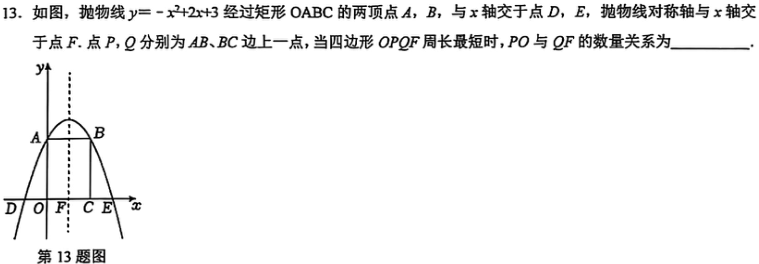 13. 如图，抛物线 y= - x²+2x+3 经过矩形 OABC 的两顶点 A，B，与 x 轴交于点 D，E，抛物线对称轴与 x 轴交
于点 F. 点 P，Q 分别为 AB、BC 边上一点，当四边形 OPQF 周长最短时，PO 与 QF 的数量关系为________.
y
A B
D O F C E x
第 13 题图